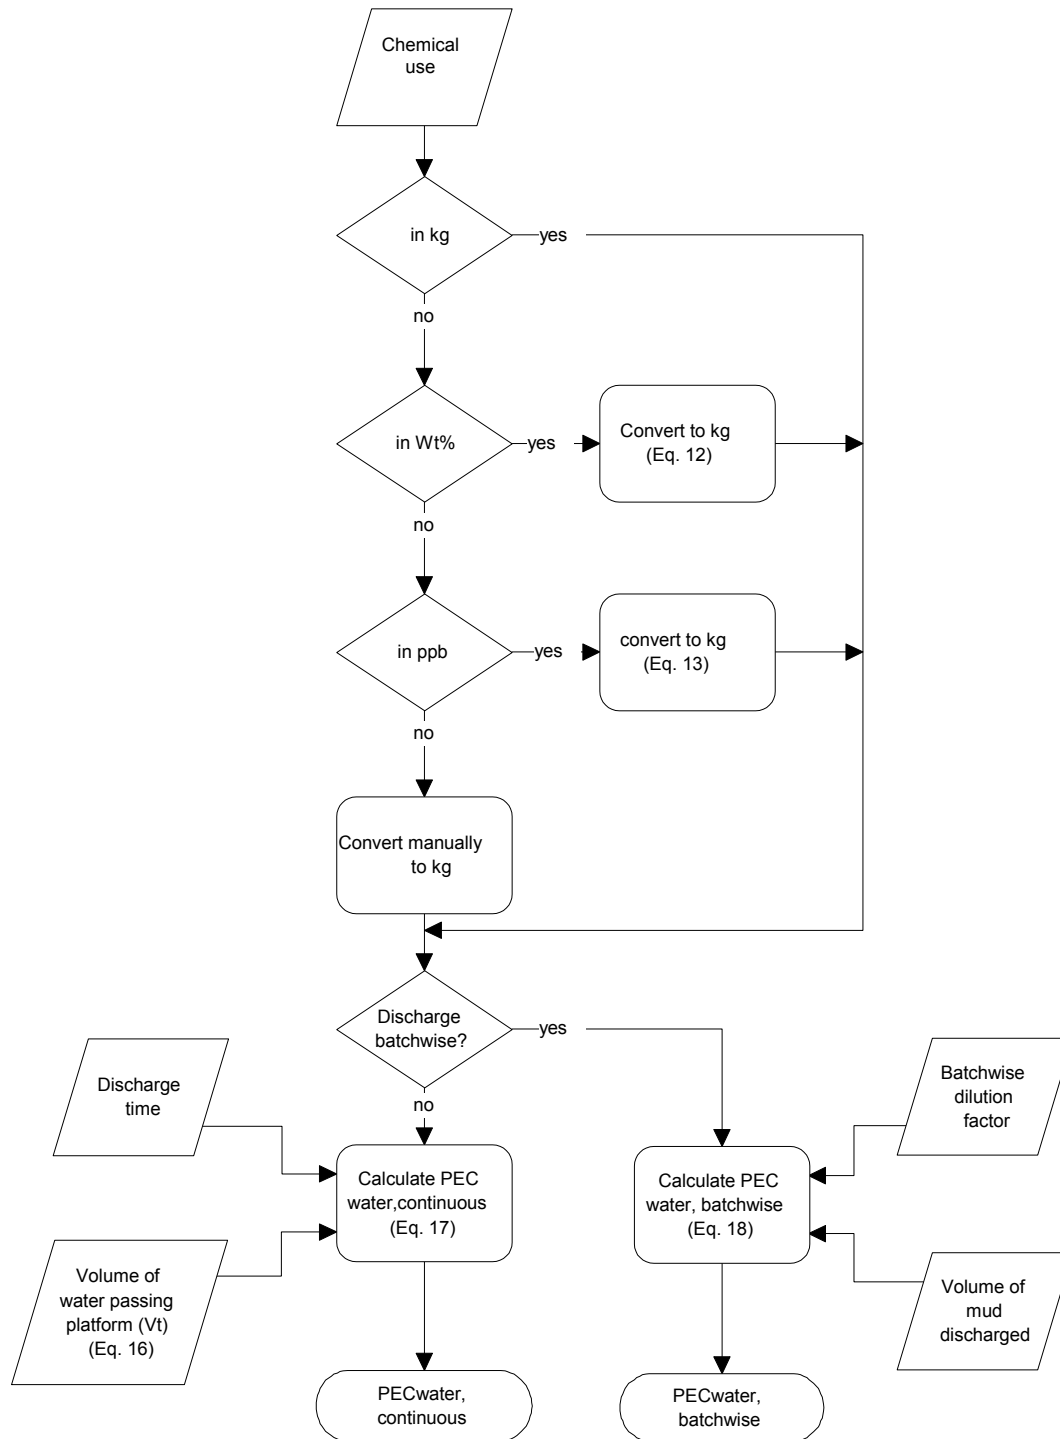 Chemical
use
in kg
yes
no
in Wt%
yes
Convert to kg
(Eq. 12)
no
in ppb
yes
convert to kg
(Eq. 13)
no
Convert manually
to kg
Discharge
batchwise?
yes
no
Discharge
time
Batchwise
dilution
factor
Calculate PEC
water,continuous
(Eq. 17)
Calculate PEC
water, batchwise
(Eq. 18)
Volume of
water passing
platform (Vt)
(Eq. 16)
Volume of
mud
discharged
PECwater,
continuous
PECwater,
batchwise